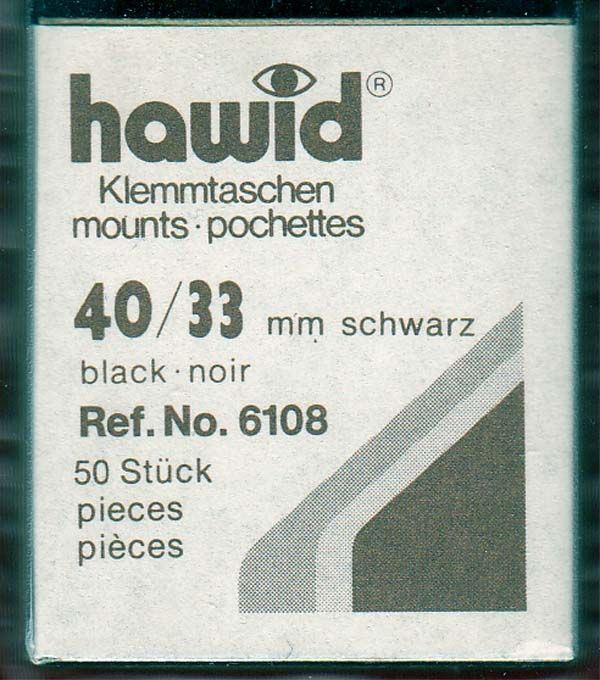 hawid®
Klemmtaschen
mounts · pochettes
40/33 mm schwarz
black · noir
Ref. No. 6108
50 Stück
pieces
pièces